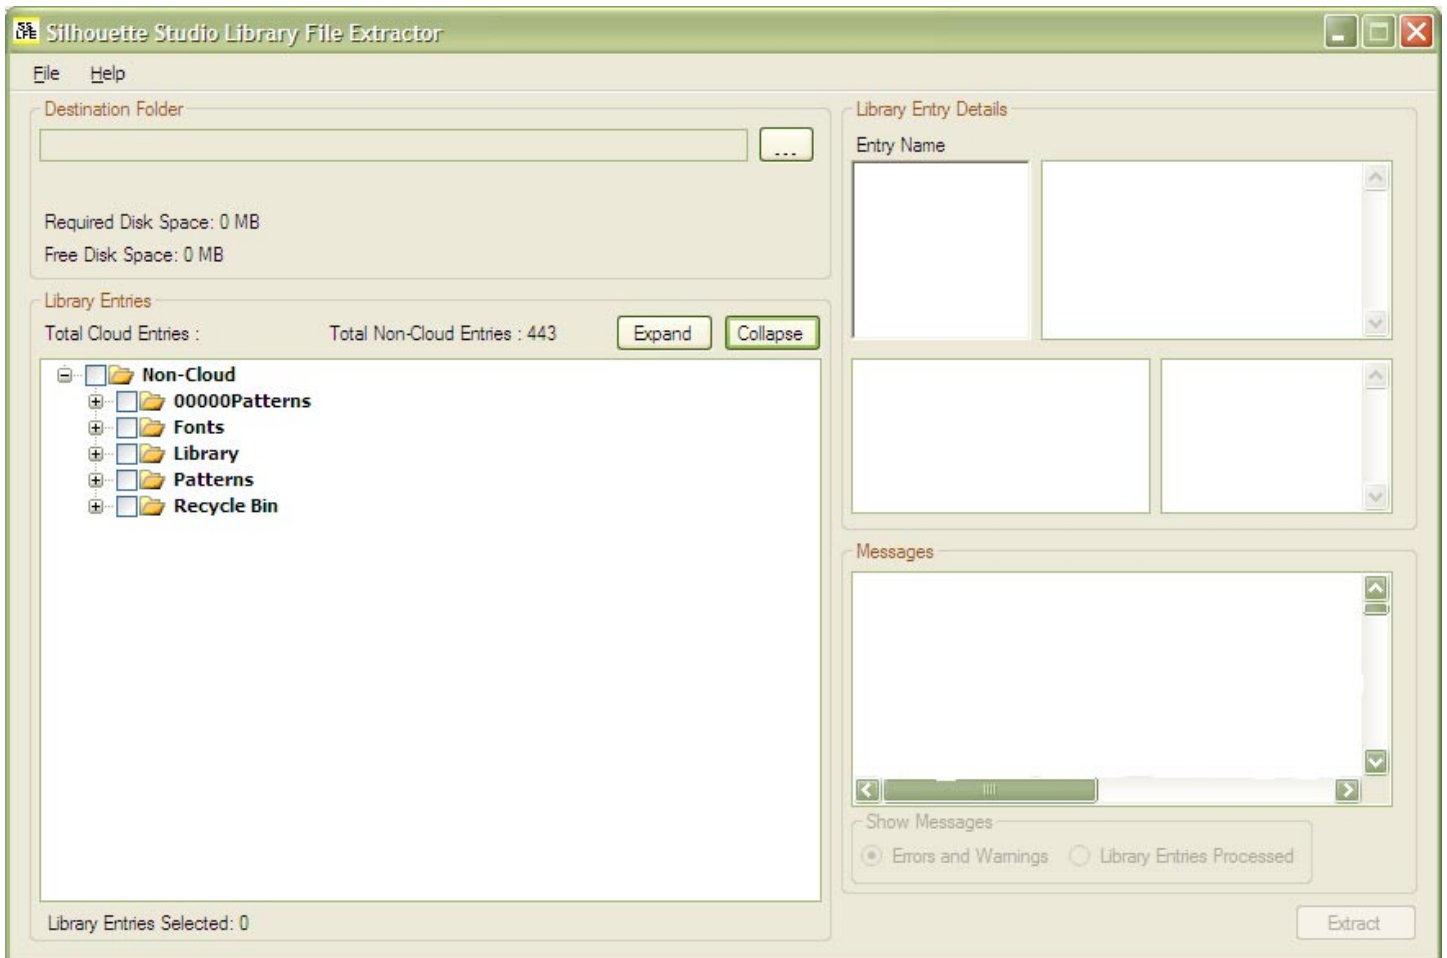 SS LFE Silhouette Studio Library File Extractor
File Help
Destination Folder
...
Required Disk Space: 0 MB
Free Disk Space: 0 MB
Library Entries
Total Cloud Entries : Total Non-Cloud Entries : 443 Expand Collapse
Non-Cloud
00000Patterns
Fonts
Library
Patterns
Recycle Bin
Library Entries Selected: 0
Library Entry Details
Entry Name
Messages
Show Messages
Errors and Warnings Library Entries Processed
Extract